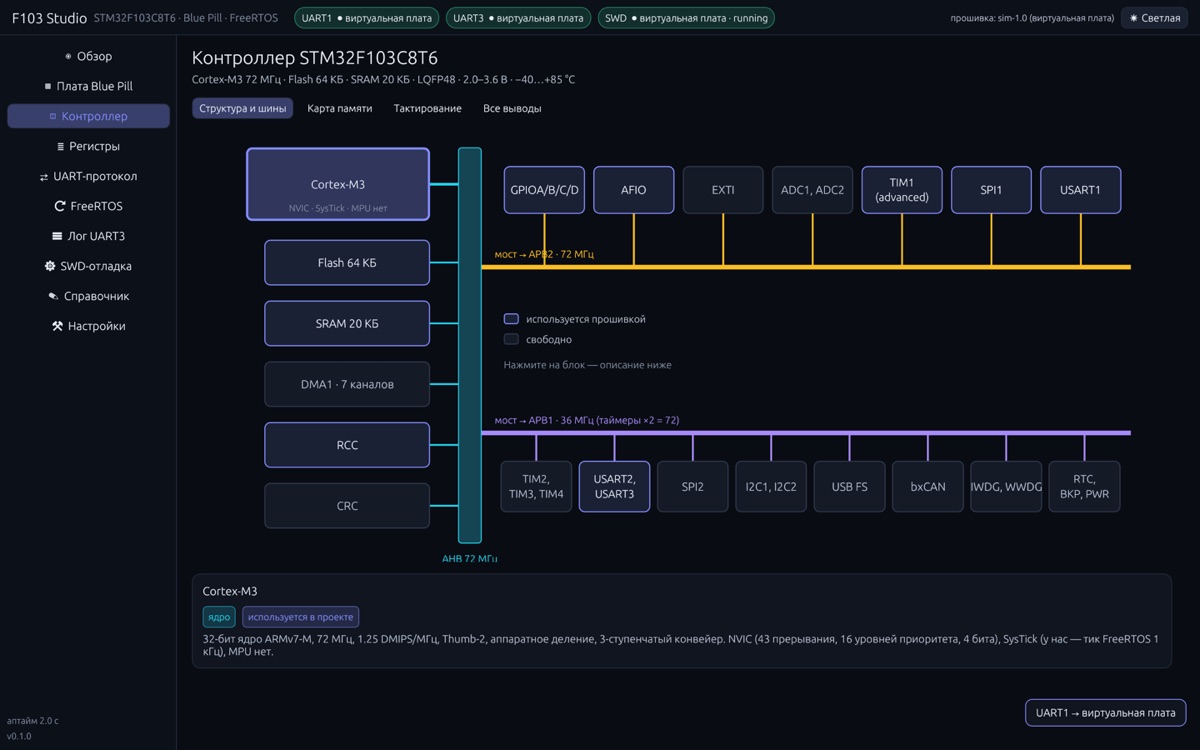 F103 Studio STM32F103C8T6 · Blue Pill · FreeRTOS UART1 ● виртуальная плата UART3 ● виртуальная плата SWD ● виртуальная плата · running прошивка: sim-1.0 (виртуальная плата) ☀ Светлая
Обзор
Плата Blue Pill
Контроллер
Регистры
UART-протокол
FreeRTOS
Лог UART3
SWD-отладка
Справочник
Настройки
аптайм 2.0 с
v0.1.0
Контроллер STM32F103C8T6
Cortex-M3 72 МГц · Flash 64 КБ · SRAM 20 КБ · LQFP48 · 2.0–3.6 В · −40…+85 °C
Структура и шины Карта памяти Тактирование Все выводы
Cortex-M3
NVIC · SysTick · MPU нет
Flash 64 КБ
SRAM 20 КБ
DMA1 · 7 каналов
RCC
CRC
AHB 72 МГц
GPIOA/B/C/D
AFIO
EXTI
ADC1, ADC2
TIM1
(advanced)
SPI1
USART1
мост → APB2 · 72 МГц
используется прошивкой
свободно
Нажмите на блок — описание ниже
мост → APB1 · 36 МГц (таймеры ×2 = 72)
TIM2,
TIM3, TIM4
USART2,
USART3
SPI2
I2C1, I2C2
USB FS
bxCAN
IWDG, WWDG
RTC,
BKP, PWR
Cortex-M3
ядро используется в проекте
32-бит ядро ARMv7-M, 72 МГц, 1.25 DMIPS/МГц, Thumb-2, аппаратное деление, 3-ступенчатый конвейер. NVIC (43 прерывания, 16 уровней приоритета, 4 бита), SysTick (у нас — тик FreeRTOS 1
кГц), MPU нет.
UART1 → виртуальная плата